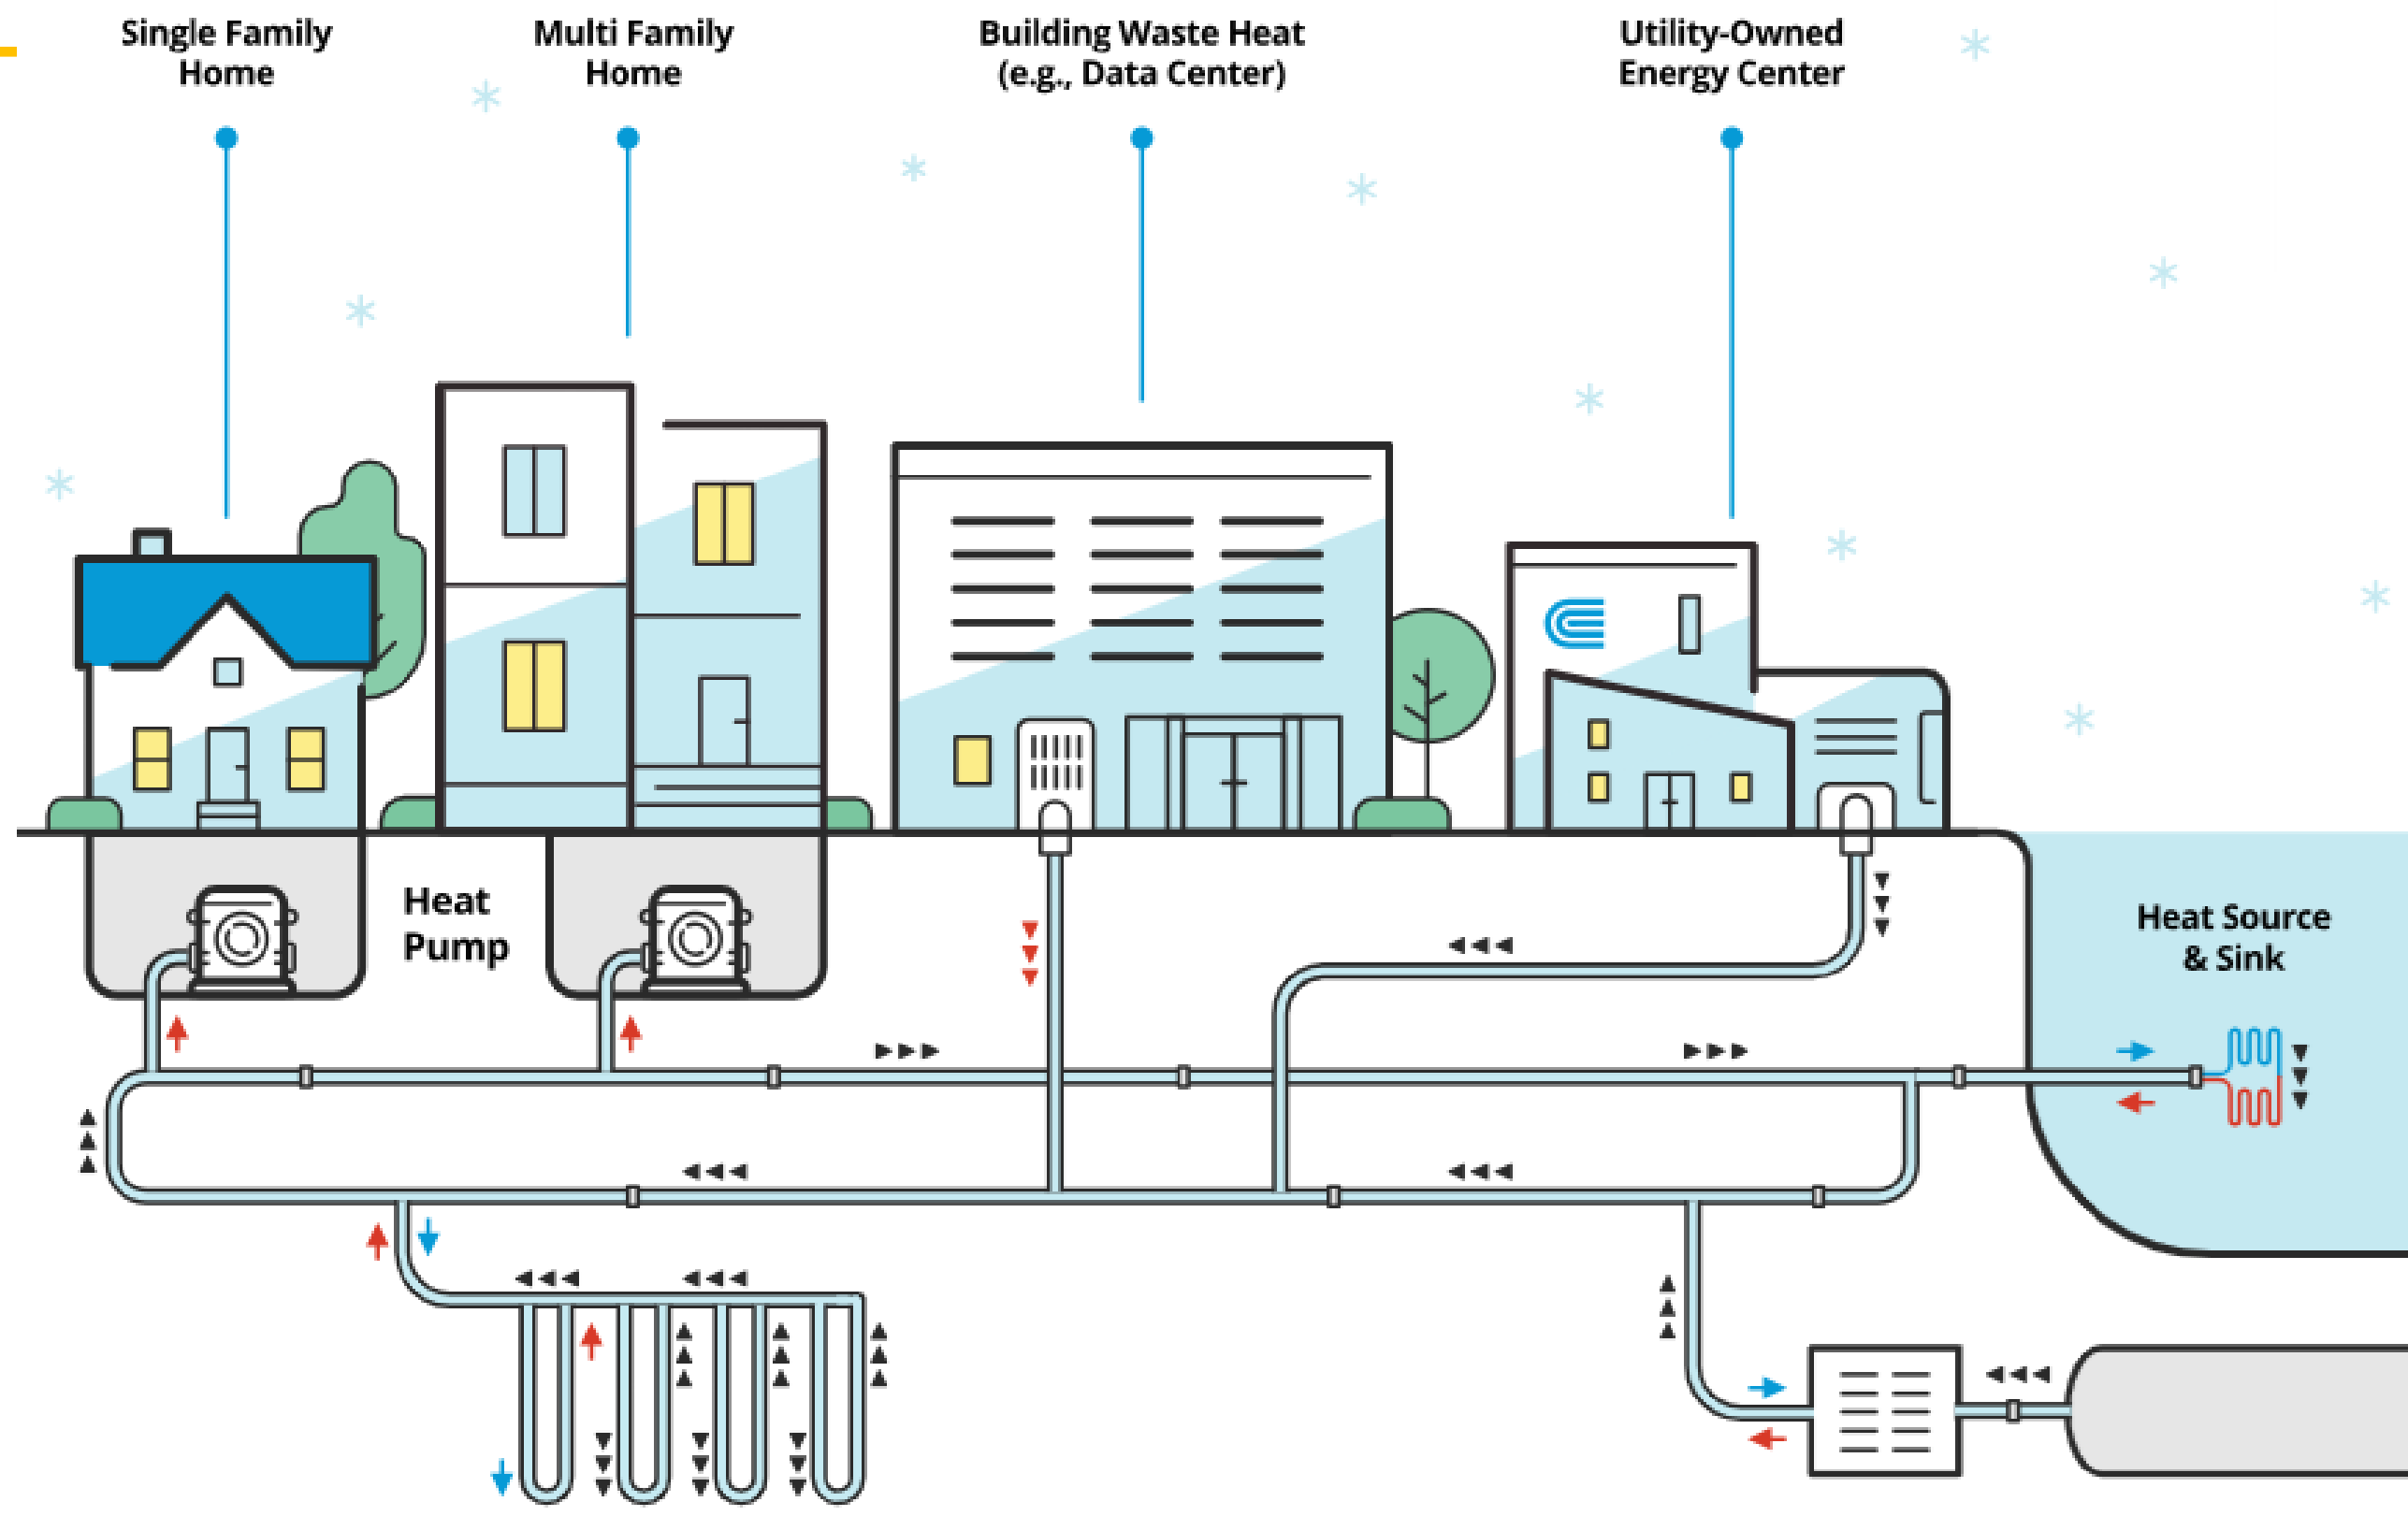 Single Family
Home
Multi Family
Home
Building Waste Heat
(e.g., Data Center)
Utility-Owned
Energy Center
Heat
Pump
Heat Source
& Sink